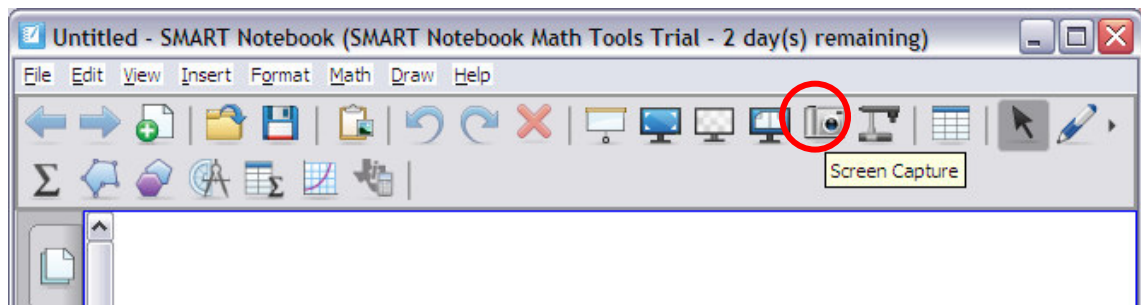 Untitled - SMART Notebook (SMART Notebook Math Tools Trial - 2 day(s) remaining)
File Edit View Insert Format Math Draw Help
Screen Capture